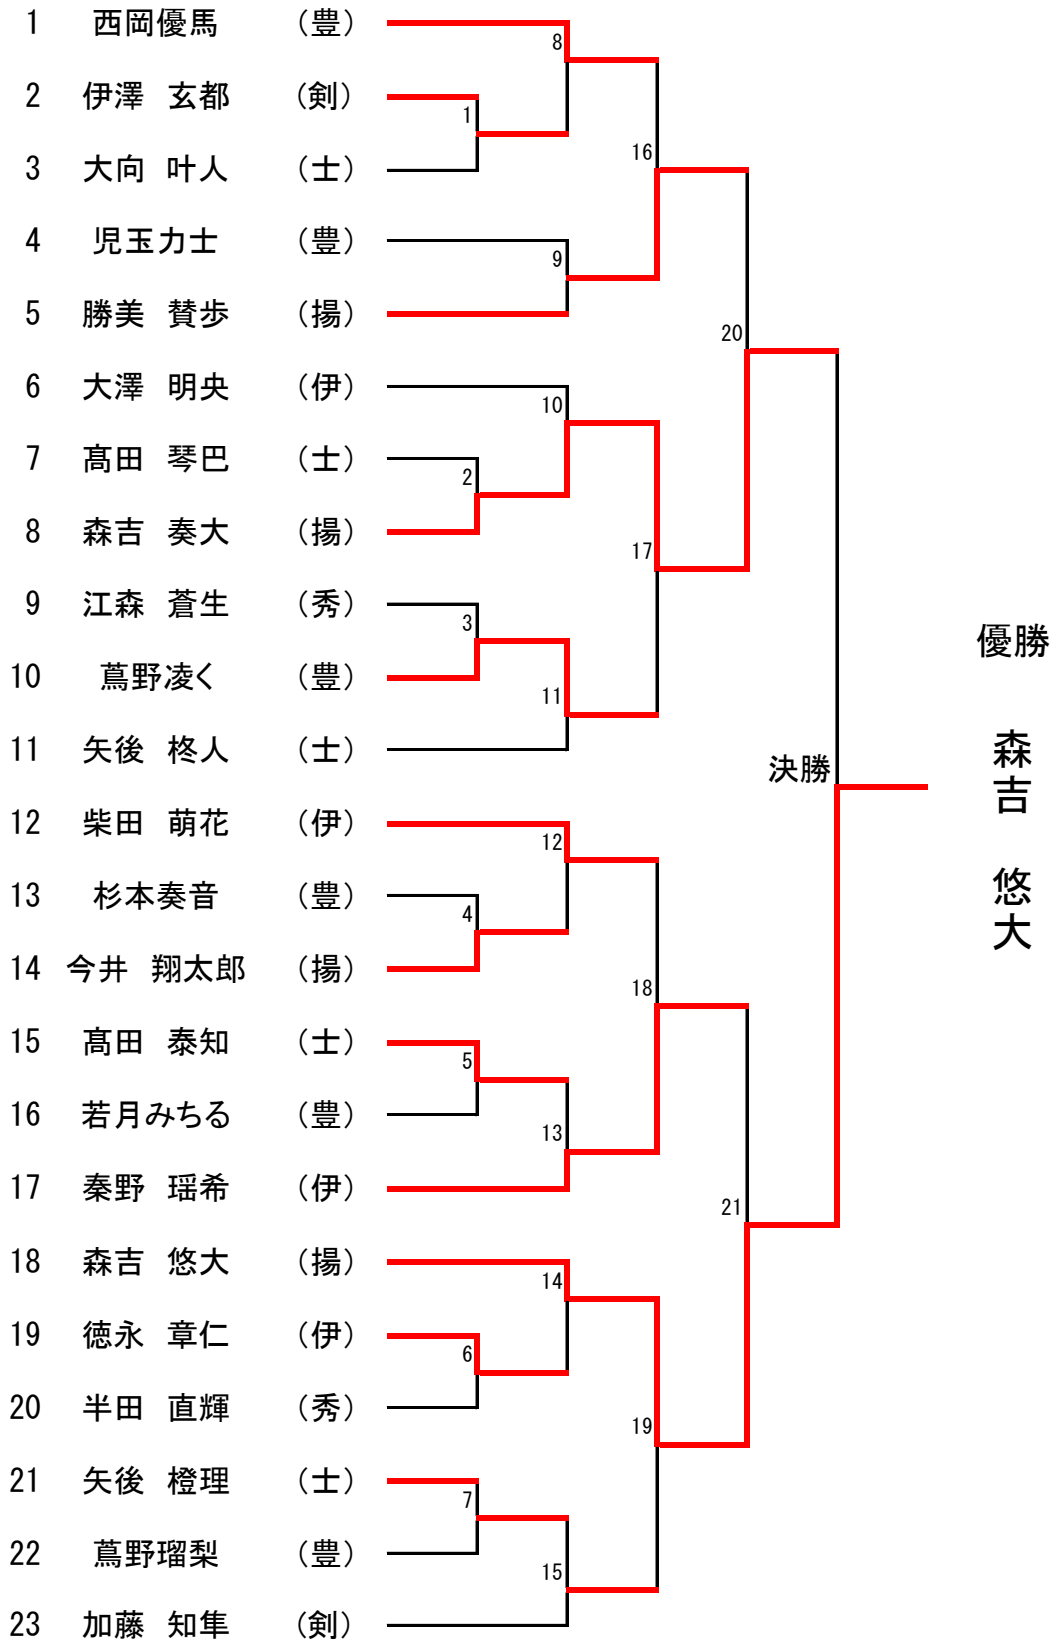 1 西岡優馬 （豊）
8
2 伊澤 玄都 （剣）
1
16
3 大向 叶人 （士）
4 児玉力士 （豊）
9
5 勝美 賛歩 （揚）
20
6 大澤 明央 （伊）
10
7 髙田 琴巴 （士）
2
8 森吉 奏大 （揚）
17
9 江森 蒼生 （秀）
3
10 蔦野凌く （豊）
11
11 矢後 柊人 （士）
優勝
森吉 悠大
決勝
12 柴田 萌花 （伊）
12
13 杉本奏音 （豊）
4
14 今井 翔太郎 （揚）
18
15 髙田 泰知 （士）
5
16 若月みちる （豊）
13
17 秦野 瑶希 （伊）
21
18 森吉 悠大 （揚）
14
19 徳永 章仁 （伊）
6
20 半田 直輝 （秀）
19
21 矢後 橙理 （士）
7
22 蔦野瑠梨 （豊）
15
23 加藤 知隼 （剣）